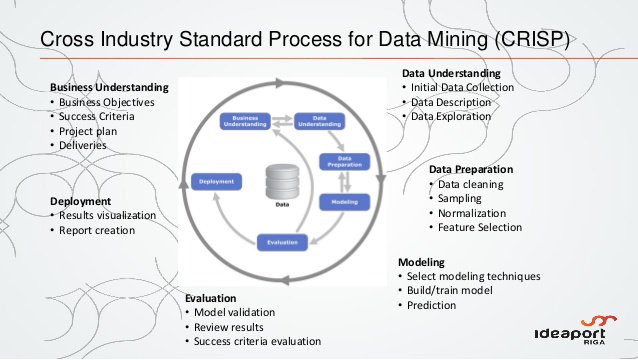 Cross Industry Standard Process for Data Mining (CRISP)
Business Understanding
• Business Objectives
• Success Criteria
• Project plan
• Deliveries
Deployment
• Results visualization
• Report creation
Business
Understanding
Data
Understanding
Data
Preparation
Deployment
Data
Modeling
Evaluation
Data Understanding
• Initial Data Collection
• Data Description
• Data Exploration
Data Preparation
• Data cleaning
• Sampling
• Normalization
• Feature Selection
Modeling
• Select modeling techniques
• Build/train model
• Prediction
Evaluation
• Model validation
• Review results
• Success criteria evaluation
ideaport
RIGA